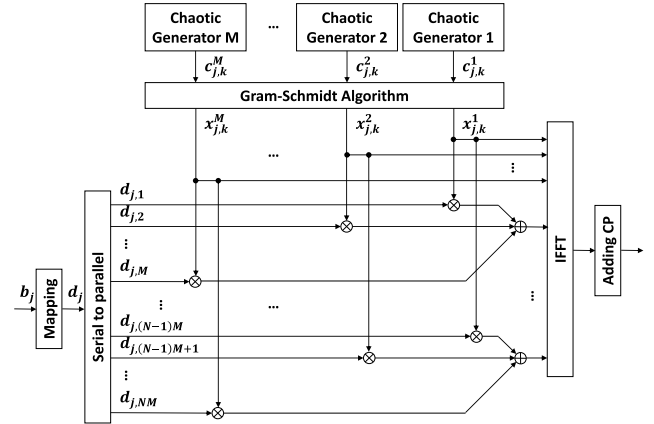 Chaotic Generator M
...
Chaotic Generator 2
Chaotic Generator 1
c^M_{j,k}
c^2_{j,k}
c^1_{j,k}
Gram-Schmidt Algorithm
x^M_{j,k}
x^2_{j,k}
x^1_{j,k}
...
...
d_{j,1}
d_{j,2}
...
d_{j,M}
b_j
Mapping
d_j
Serial to parallel
...
...
...
d_{j,(N-1)M}
d_{j,(N-1)M+1}
...
d_{j,NM}
IFFT
Adding CP